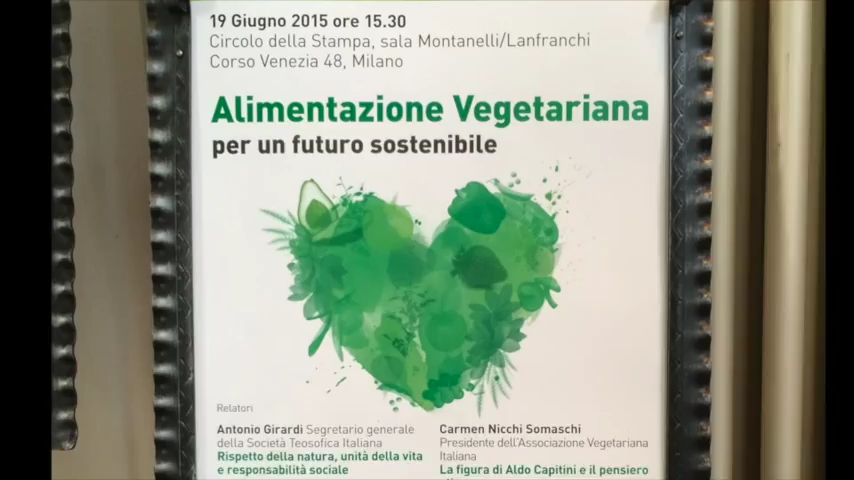 19 Giugno 2015 ore 15.30
Circolo della Stampa, sala Montanelli/Lanfranchi
Corso Venezia 48, Milano
Alimentazione Vegetariana
per un futuro sostenibile
Relatori
Antonio Girardi Segretario generale
della Società Teosofica Italiana
Rispetto della natura, unità della vita
e responsabilità sociale
Carmen Nicchi Somaschi
Presidente dell'Associazione Vegetariana
Italiana
La figura di Aldo Capitini e il pensiero